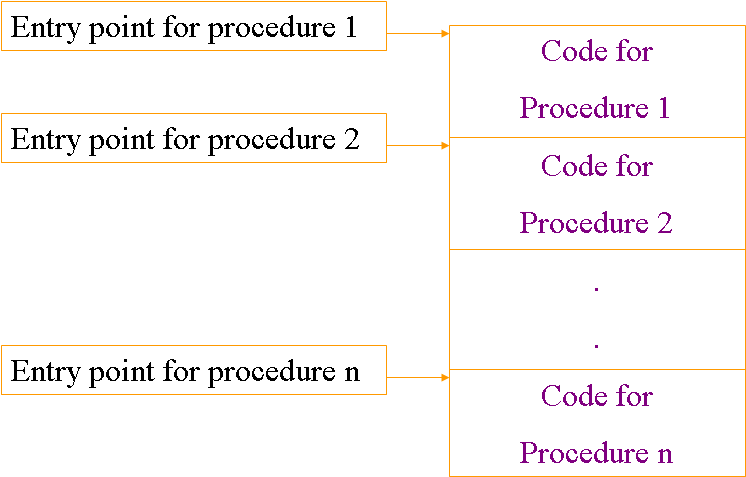 Entry point for procedure 1
Code for
Procedure 1
Entry point for procedure 2
Code for
Procedure 2
.
.
Entry point for procedure n
Code for
Procedure n